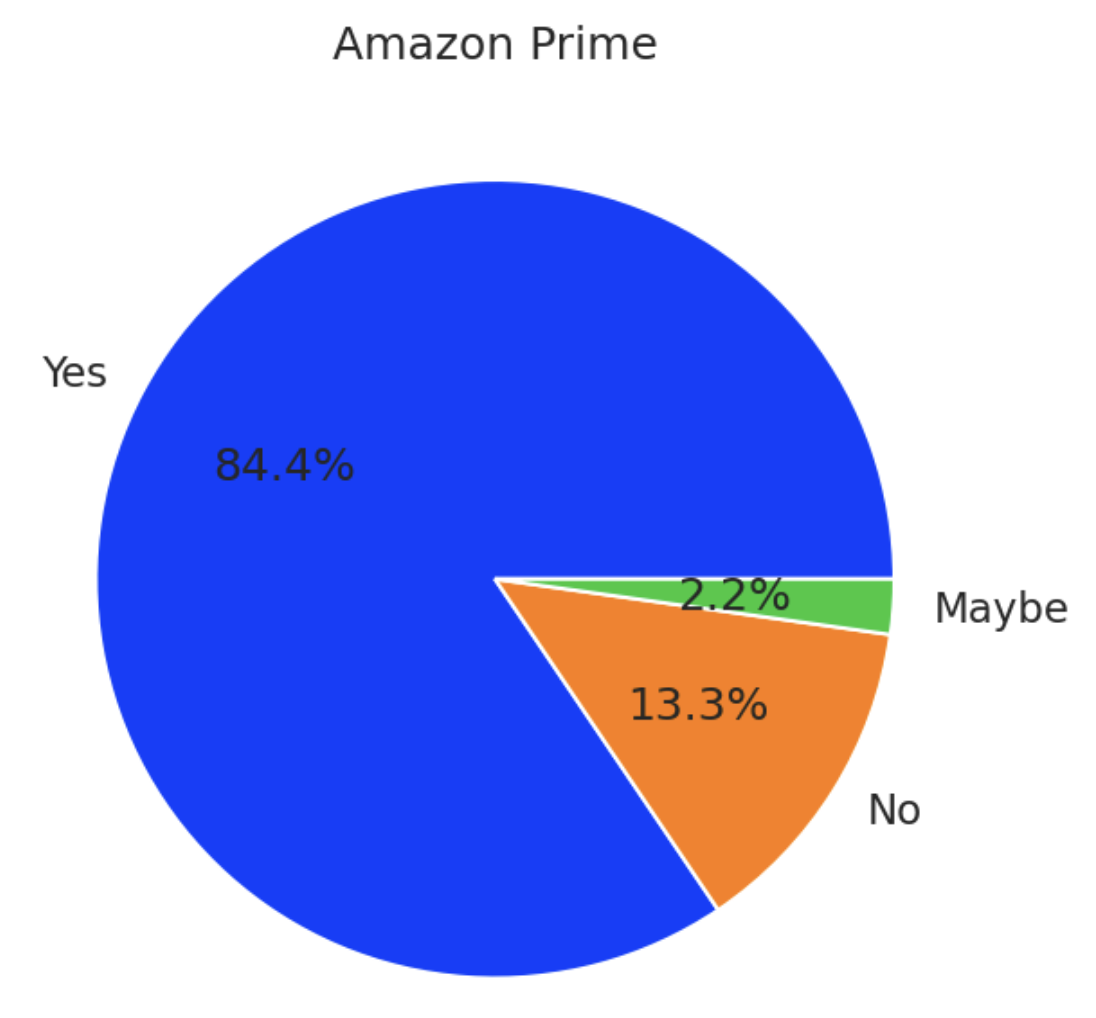 Amazon Prime
Yes
84.4%
2.2%
Maybe
13.3%
No